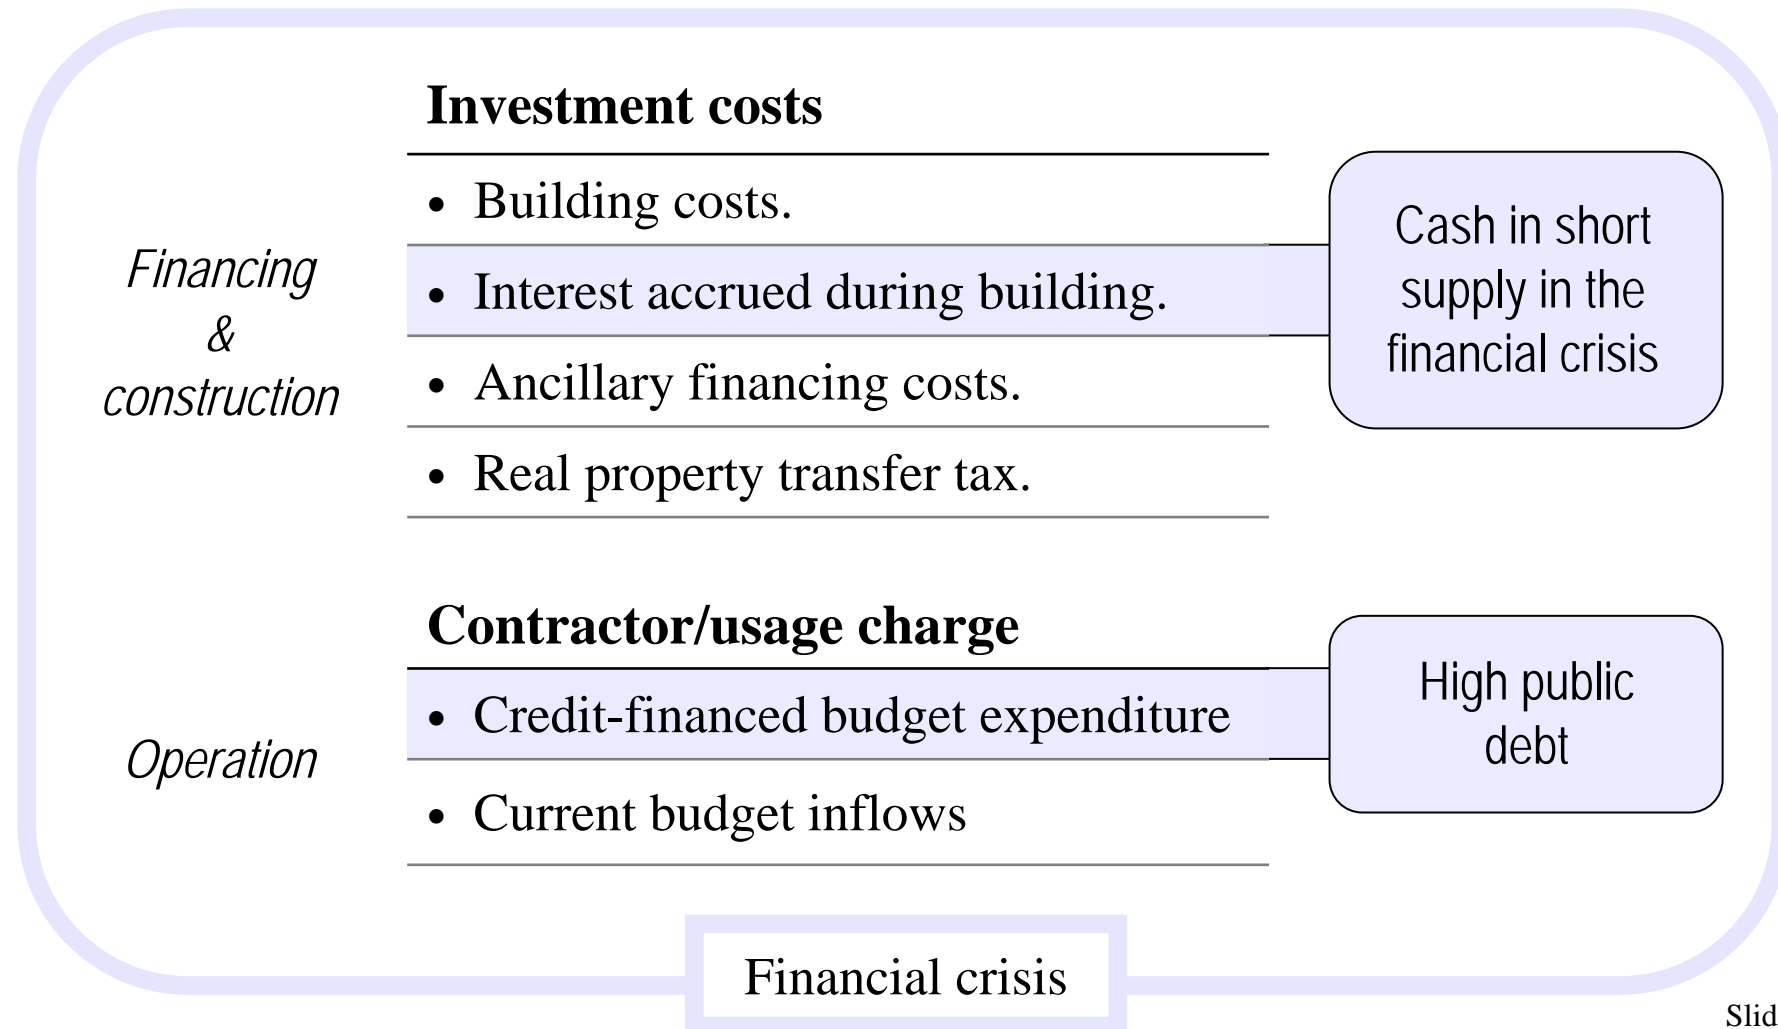 Investment costs
• Building costs.
• Interest accrued during building.
• Ancillary financing costs.
• Real property transfer tax.
Financing
&
construction
Cash in short
supply in the
financial crisis
Contractor/usage charge
• Credit-financed budget expenditure
• Current budget inflows
Operation
High public
debt
Financial crisis
Slid